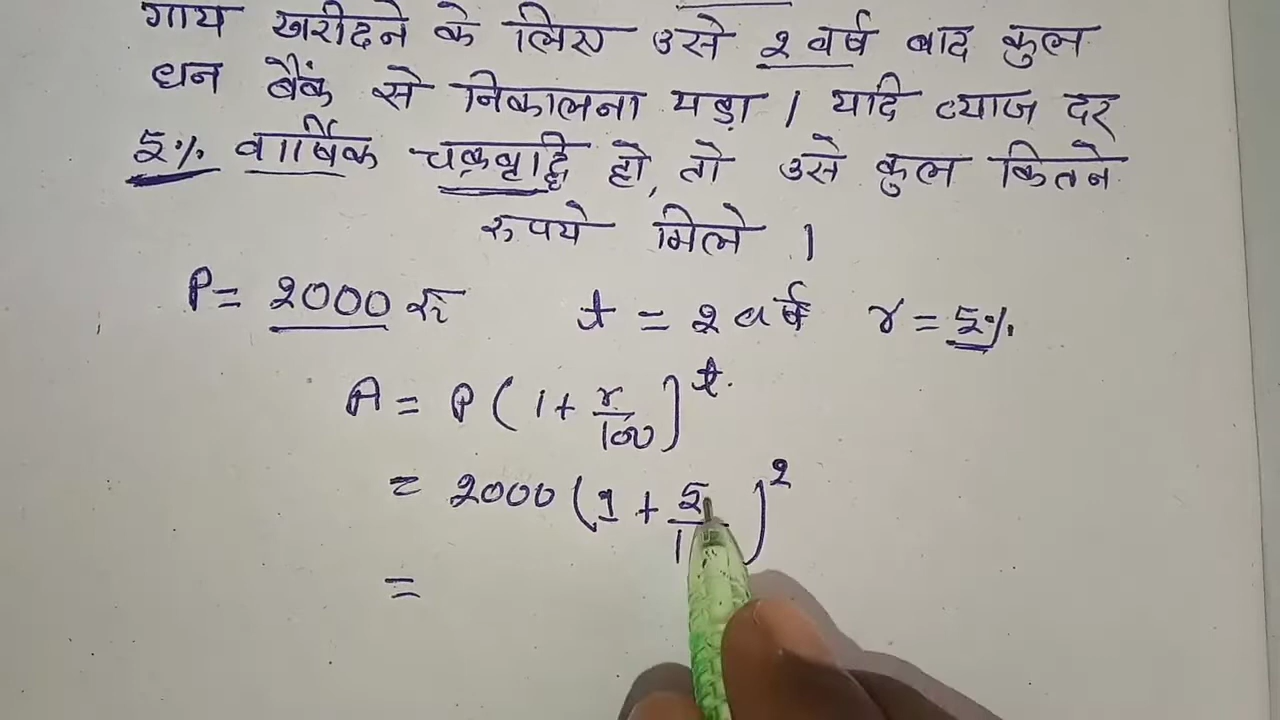 गाय खरीदने के लिए उसे 2 वर्ष बाद कुल
धन बैंक से निकालना पड़ा । यदि ब्याज दर
5% वार्षिक चक्रवृद्धि हो, तो उसे कुल कितने
रुपये मिले ।
P = 2000 रु t = 2 वर्ष r = 5%
A = P ( 1 + r/100 )^t
= 2000 ( 1 + 5/1 )^2
=